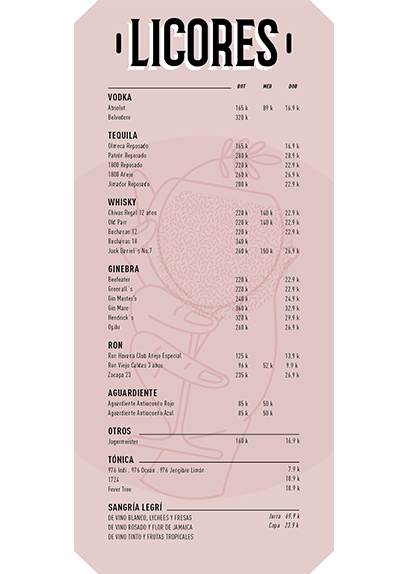 LICORES
BOT MED DOB
VODKA
Absolut 165 k 89 k 16.9 k
Belvedere 320 k
TEQUILA
Olmeca Reposado 165 k 16.9 k
Patrón Reposado 280 k 28.9 k
1800 Reposado 220 k 22.9 k
1800 Añejo 260 k 26.9 k
Jimador Reposado 200 k 22.9 k
WHISKY
Chivas Regal 12 años 220 k 140 k 22.9 k
Old Parr 220 k 140 k 22.9 k
Buchanas 12 220 k 22.9 k
Buchanas 18 340 k
Jack Daniel´s No.7 260 k 150 k 26.9 k
GINEBRA
Beefeater 220 k 22.9 k
Greenall´s 220 k 22.9 k
Gin Master's 240 k 24.9 k
Gin Mare 360 k 32.9 k
Hendrick´s 320 k 29.9 k
Opihr 260 k 26.9 k
RON
Ron Havana Club Añejo Especial 125 k 13.9 k
Ron Viejo Caldas 3 años 96 k 52 k 9.9 k
Zacapa 23 235 k 26.9 k
AGUARDIENTE
Aguardiente Antioqueño Rojo 85 k 50 k
Aguardiente Antioqueño Azul 85 k 50 k
OTROS
Jagermeister 160 k 16.9 k
TÓNICA
976 Indi . 976 Ocean . 976 Jengibre Limón 7.9 k
1724 18.9 k
Fever Tree 18.9 k
SANGRÍA LEGRÍ
DE VINO BLANCO, LYCHEES Y FRESAS Jarra 69.9 k
DE VINO ROSADO Y FLOR DE JAMAICA Copa 23.9 k
DE VINO TINTO Y FRUTAS TROPICALES